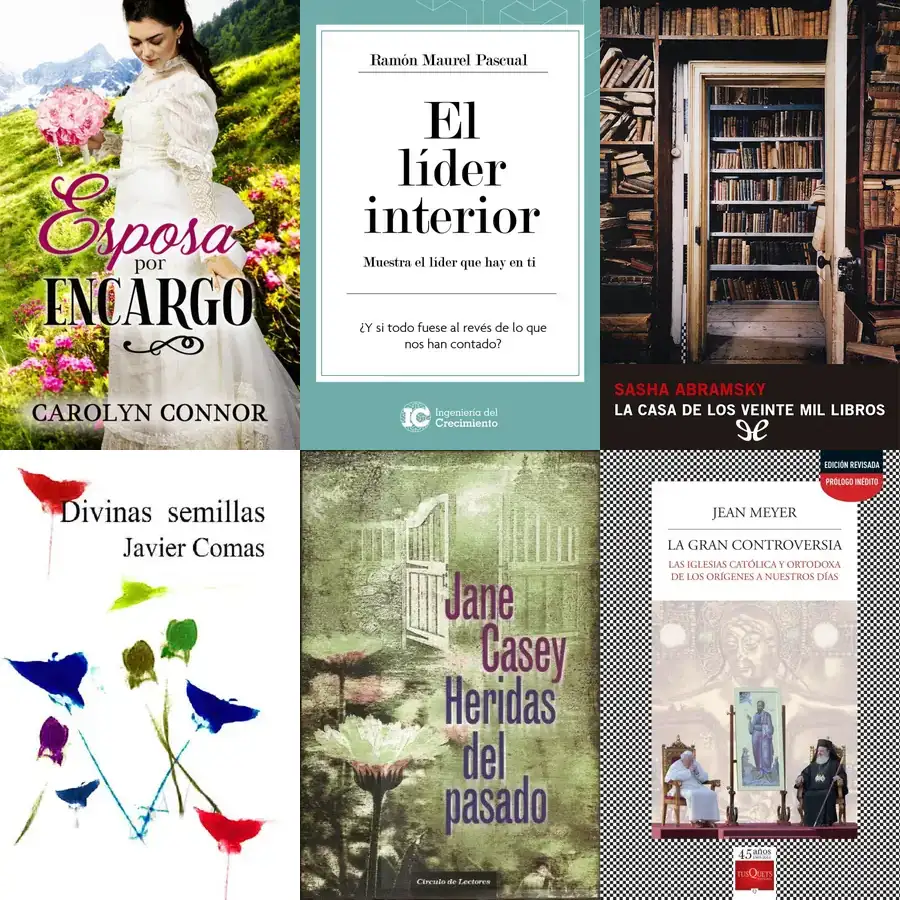 Esposa
por
ENCARGO
CAROLYN CONNOR
Ramón Maurel Pascual
El
líder
interior
Muestra el líder que hay en ti
¿Y si todo fuese al revés de lo que
nos han contado?
IC Ingeniería del
Crecimiento
SASHA ABRAMSKY
LA CASA DE LOS VEINTE MIL LIBROS
Divinas semillas
Javier Comas
Jane
Casey
Heridas
del
pasado
Círculo de Lectores
EDICIÓN REVISADA
PRÓLOGO INÉDITO
JEAN MEYER
LA GRAN CONTROVERSIA
LAS IGLESIAS CATÓLICA Y ORTODOXA
DE LOS ORÍGENES A NUESTROS DÍAS
45 años
TUSQUETS